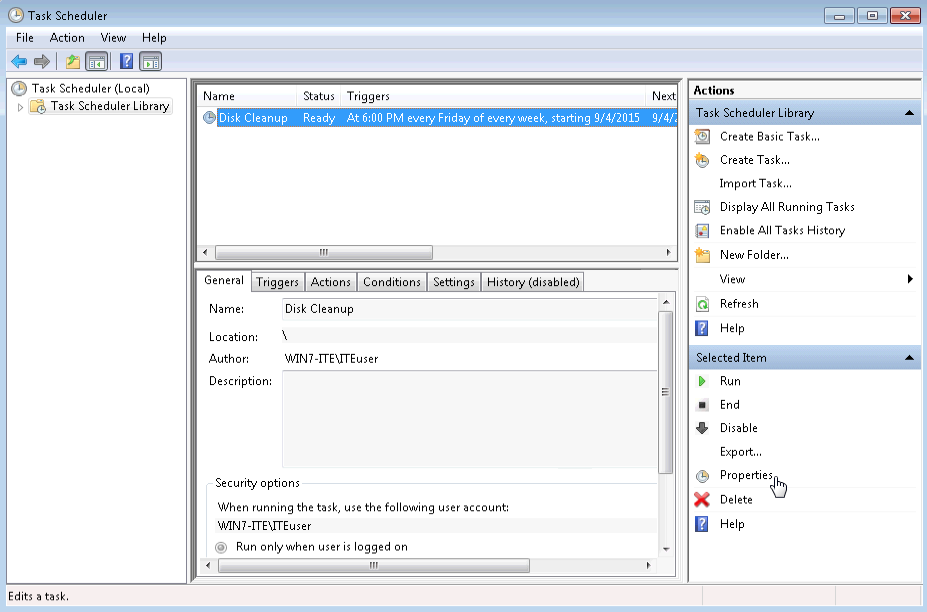 Task Scheduler
File Action View Help
Task Scheduler (Local)
Task Scheduler Library
Name Status Triggers Next
Disk Cleanup Ready At 6:00 PM every Friday of every week, starting 9/4/2015 9/4/2
General Triggers Actions Conditions Settings History (disabled)
Name: Disk Cleanup
Location: \
Author: WIN7-ITE\ITEuser
Description:
Security options
When running the task, use the following user account:
WIN7-ITE\ITEuser
Run only when user is logged on
Actions
Task Scheduler Library
Create Basic Task...
Create Task...
Import Task...
Display All Running Tasks
Enable All Tasks History
New Folder...
View
Refresh
Help
Selected Item
Run
End
Disable
Export...
Properties
Delete
Help
Edits a task.